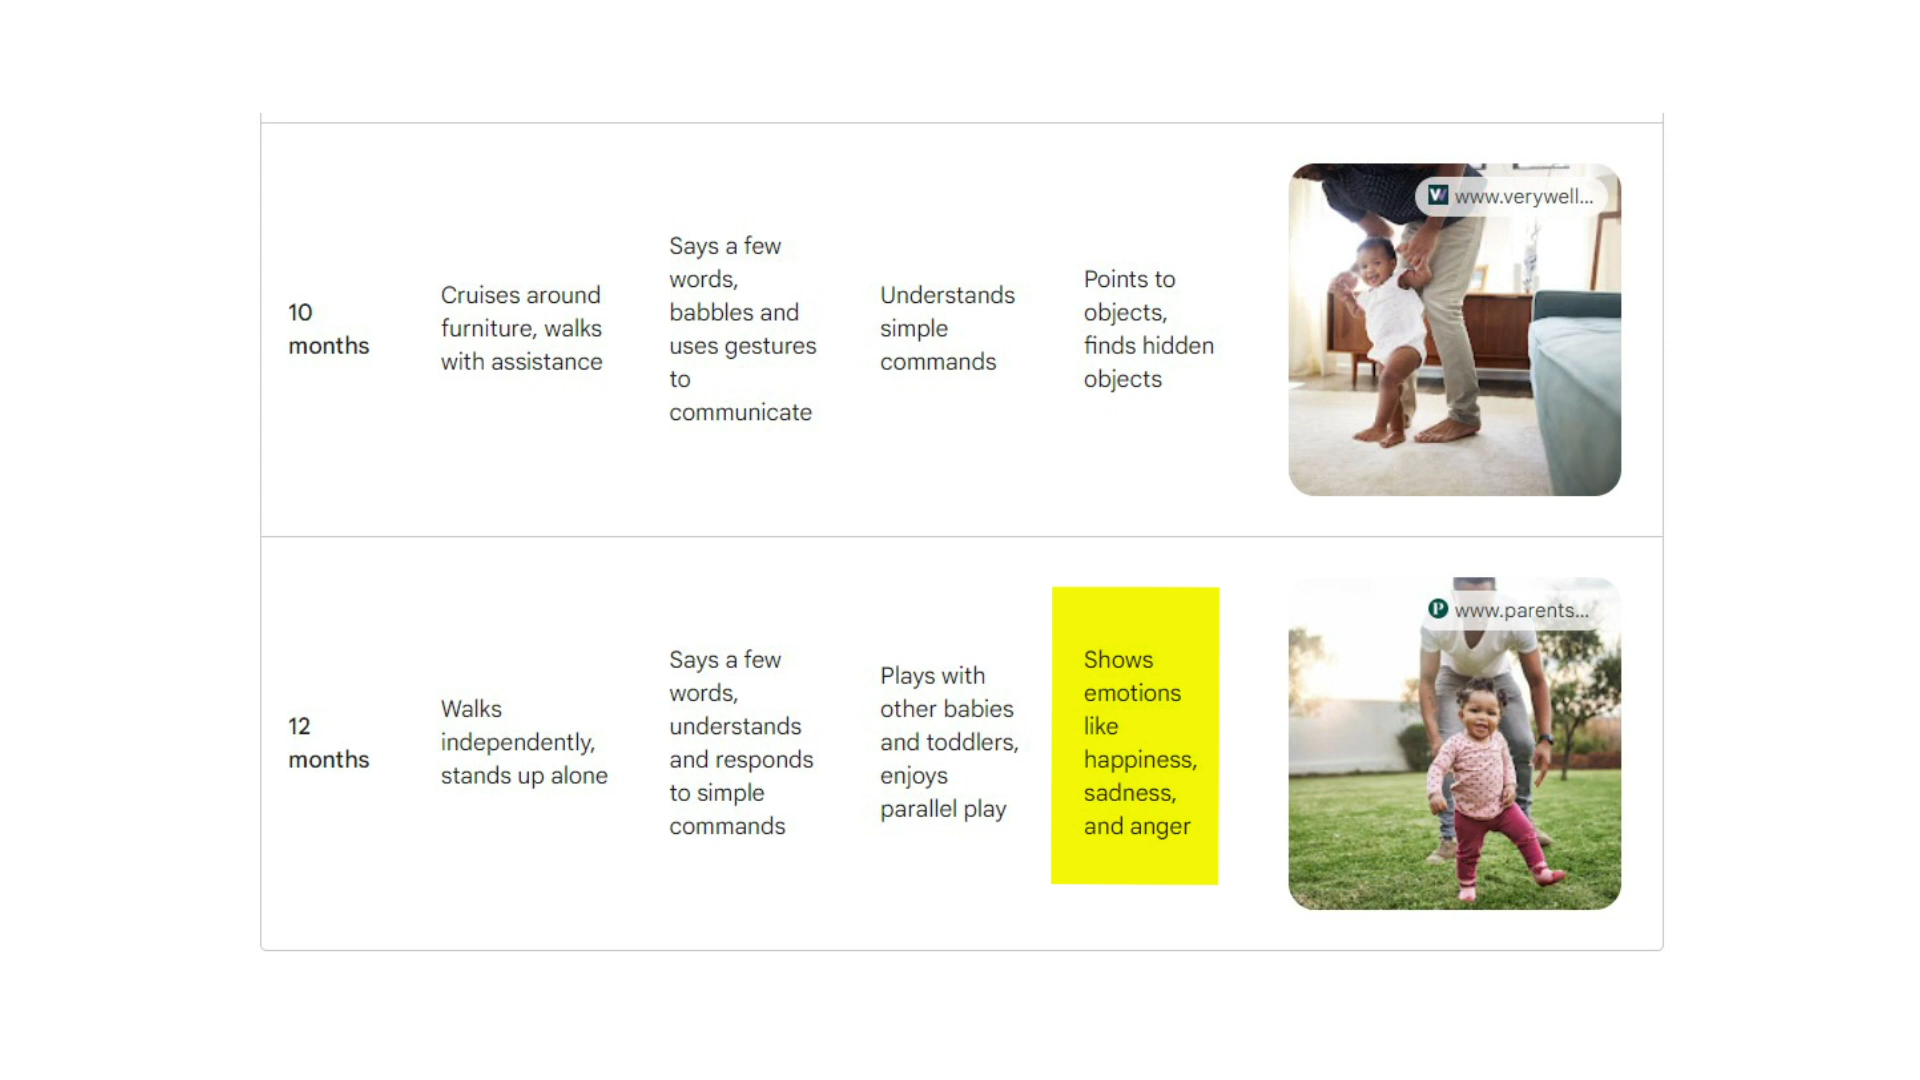 10
months
Cruises around
furniture, walks
with assistance
Says a few
words,
babbles and
uses gestures
to
communicate
Understands
simple
commands
Points to
objects,
finds hidden
objects
www.verywell...
12
months
Walks
independently,
stands up alone
Says a few
words,
understands
and responds
to simple
commands
Plays with
other babies
and toddlers,
enjoys
parallel play
Shows
emotions
like
happiness,
sadness,
and anger
P www.parents...